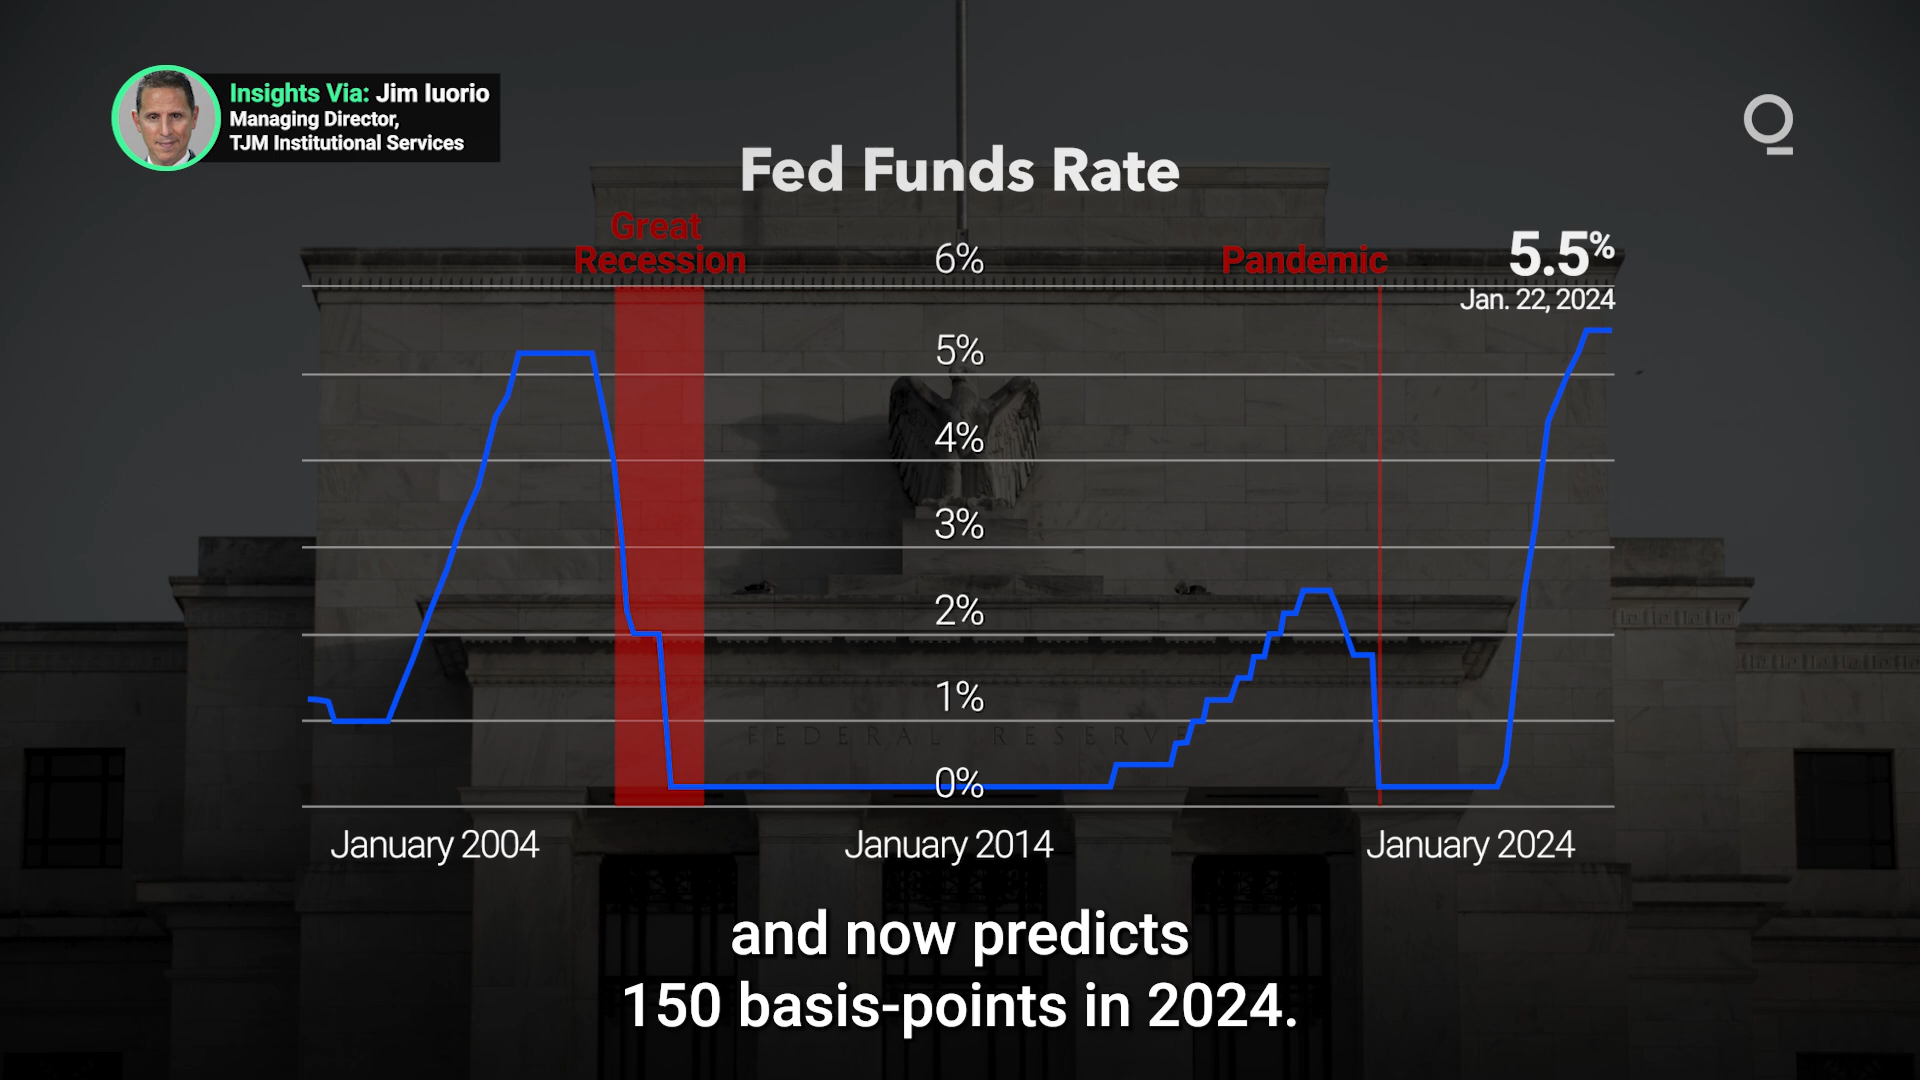 Insights Via: Jim Iuorio
Managing Director,
TJM Institutional Services
Fed Funds Rate
Great
Recession
6%
Pandemic
5.5%
Jan. 22, 2024
5%
4%
3%
2%
1%
FEDERAL RESERVE
0%
January 2004
January 2014
January 2024
and now predicts
150 basis-points in 2024.